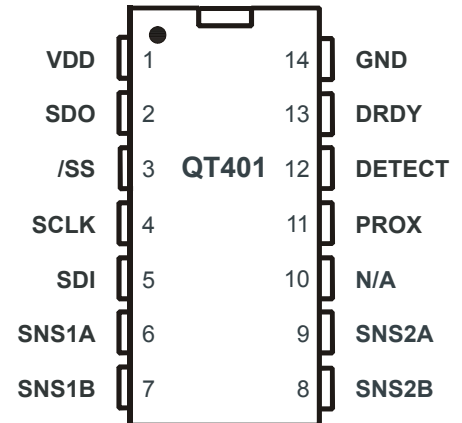 VDD 1 14 GND
SDO 2 13 DRDY
/SS 3 QT401 12 DETECT
SCLK 4 11 PROX
SDI 5 10 N/A
SNS1A 6 9 SNS2A
SNS1B 7 8 SNS2B